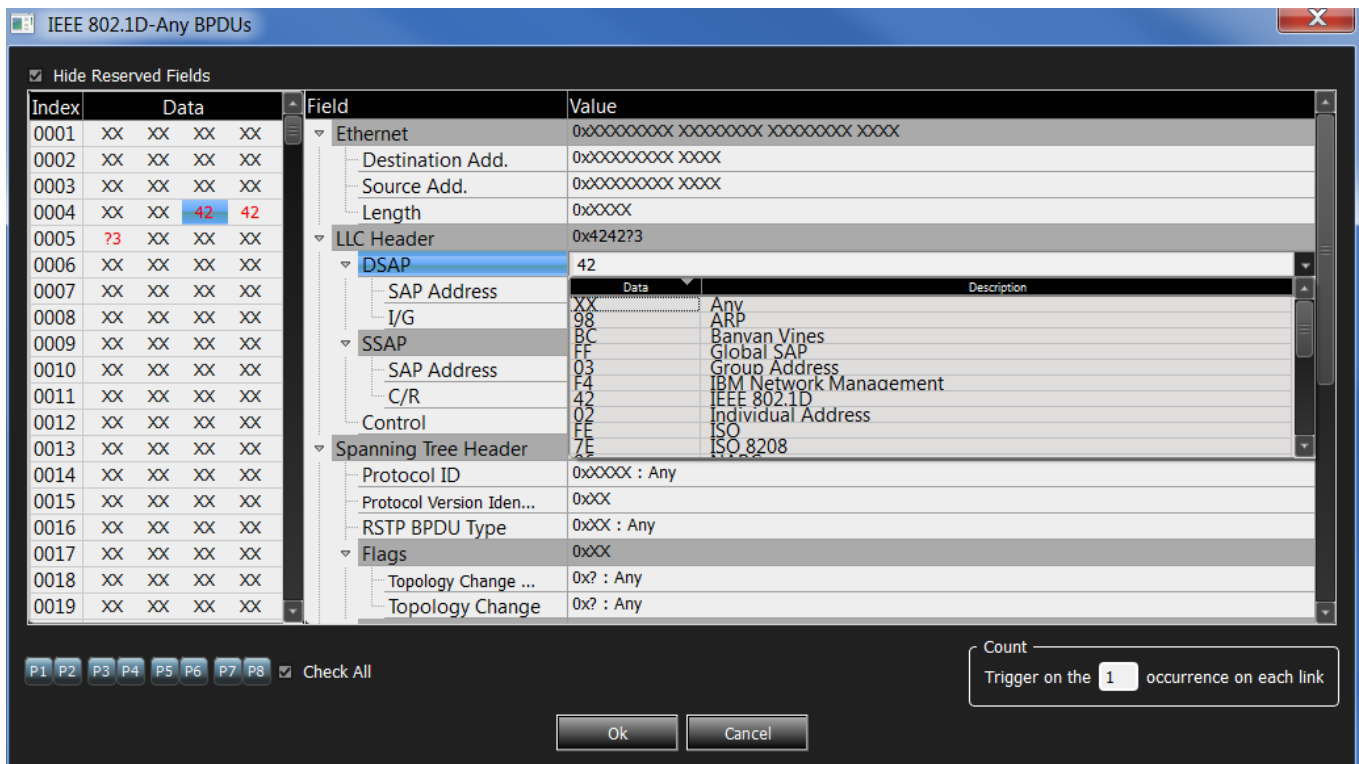 IEEE 802.1D-Any BPDUs
X
Hide Reserved Fields
Index Data Field Value
0001 XX XX XX XX Ethernet 0xXXXXXXXX XXXXXXXX XXXXXXXX XXXX
0002 XX XX XX XX Destination Add. 0xXXXXXXXX XXXX
0003 XX XX XX XX Source Add. 0xXXXXXXXX XXXX
0004 XX XX 42 42 Length 0xXXXX
0005 ?3 XX XX XX LLC Header 0x4242?3
0006 XX XX XX XX DSAP 42
0007 XX XX XX XX SAP Address
0008 XX XX XX XX I/G
0009 XX XX XX XX SSAP
0010 XX XX XX XX SAP Address
0011 XX XX XX XX C/R
0012 XX XX XX XX Control
Data Description
XX Any
98 ARP
BC Banyan Vines
FF Global SAP
03 Group Address
F4 IBM Network Management
42 IEEE 802.1D
02 Individual Address
FE ISO
7E ISO 8208
0013 XX XX XX XX Spanning Tree Header
0014 XX XX XX XX Protocol ID 0xXXXX : Any
0015 XX XX XX XX Protocol Version Iden... 0xXX
0016 XX XX XX XX RSTP BPDU Type 0xXX : Any
0017 XX XX XX XX Flags 0xXX
0018 XX XX XX XX Topology Change ... 0x? : Any
0019 XX XX XX XX Topology Change 0x? : Any
P1 P2 P3 P4 P5 P6 P7 P8 Check All
Count
Trigger on the 1 occurrence on each link
Ok Cancel